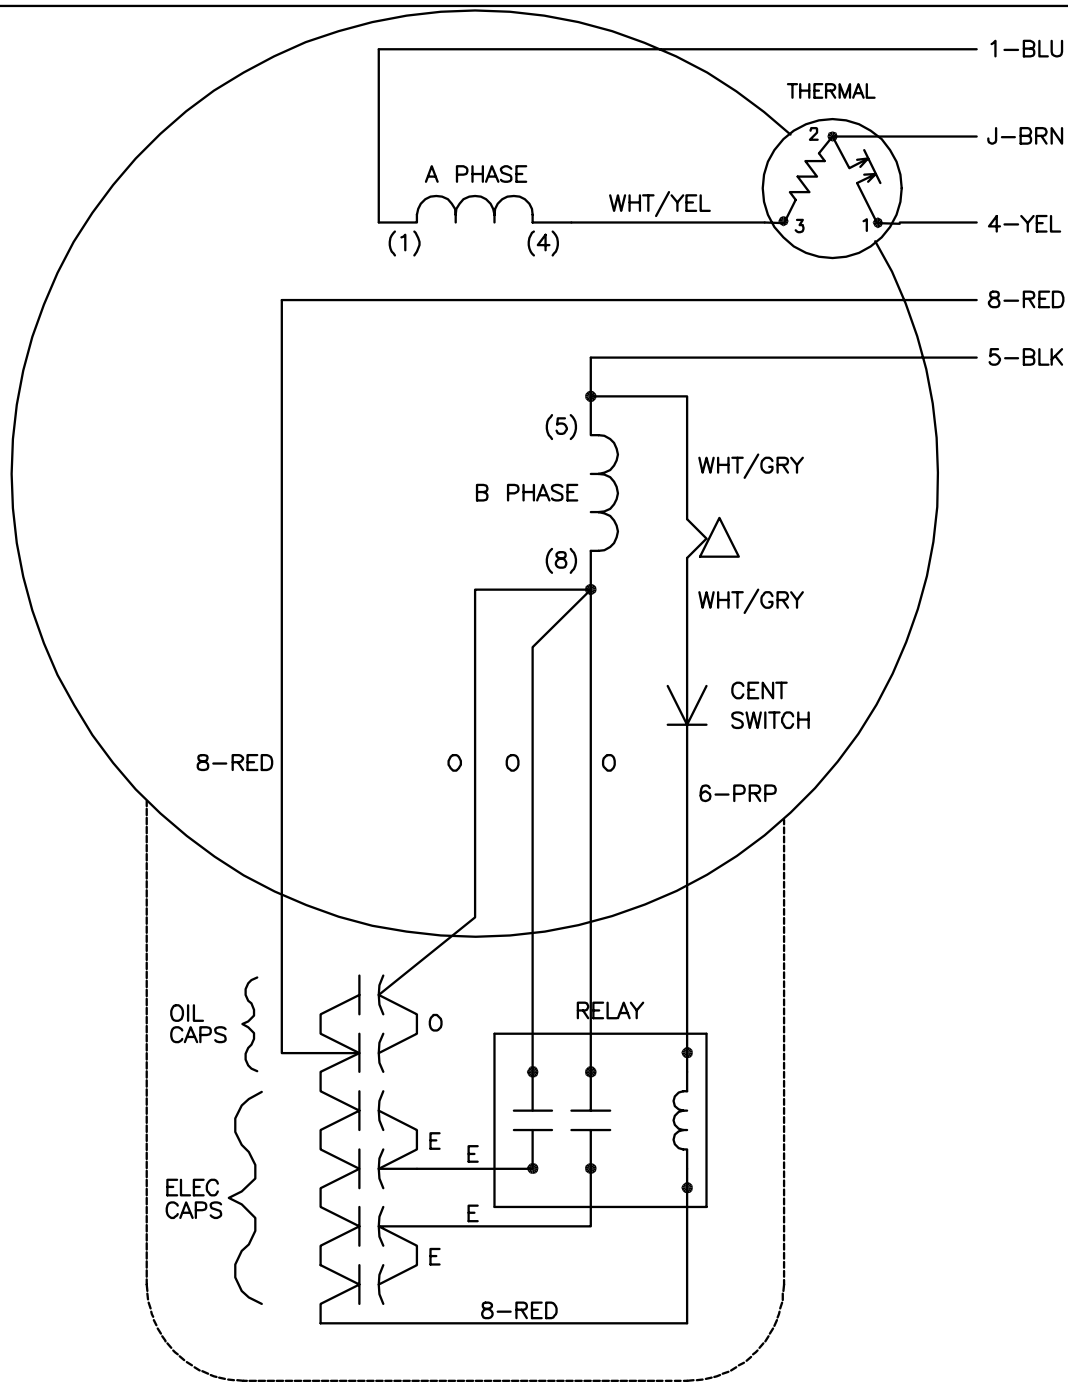 1-BLU
THERMAL
2
J-BRN
A PHASE
WHT/YEL
3
1
4-YEL
(1)
(4)
8-RED
5-BLK
(5)
WHT/GRY
B PHASE
(8)
WHT/GRY
CENT
SWITCH
8-RED
O
O
O
6-PRP
OIL
CAPS
O
RELAY
E
E
ELEC
CAPS
E
E
8-RED